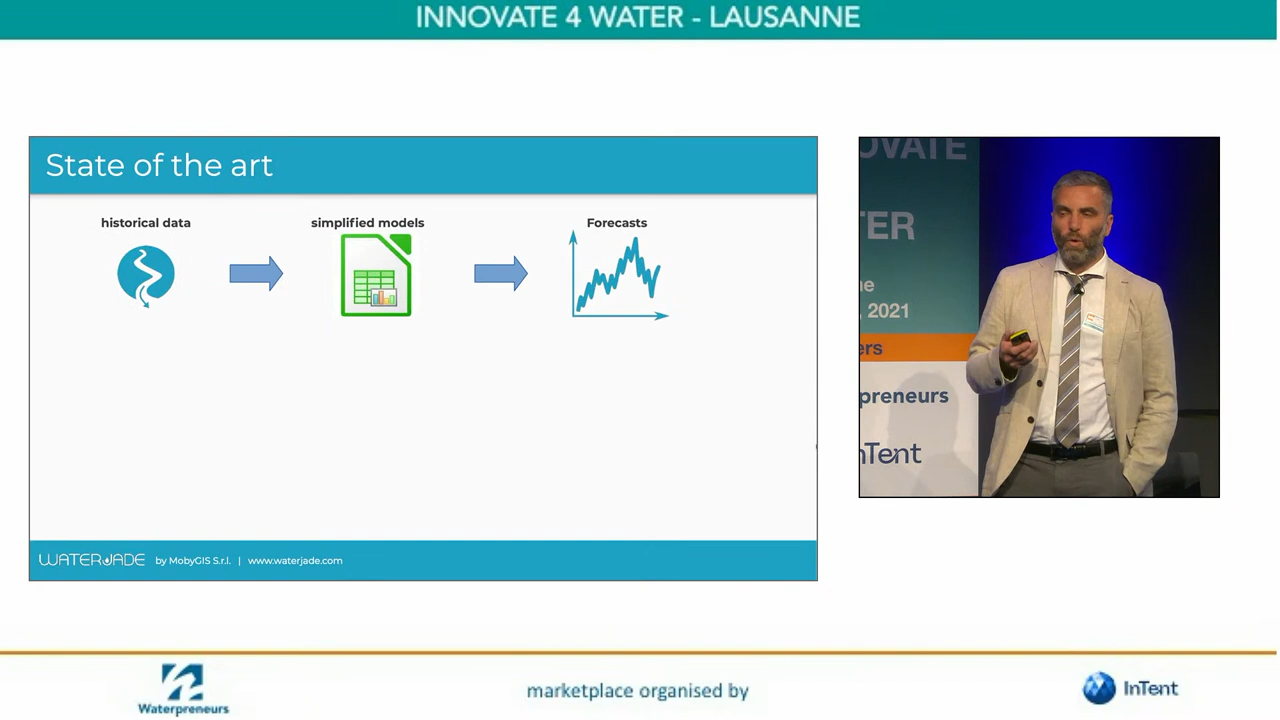 INNOVATE 4 WATER - LAUSANNE
State of the art
historical data
simplified models
Forecasts
WATERJADE by MobyGIS S.r.l. | www.waterjade.com
OVATE
TER
ne
, 2021
ers
preneurs
nTent
Waterpreneurs
marketplace organised by
InTent